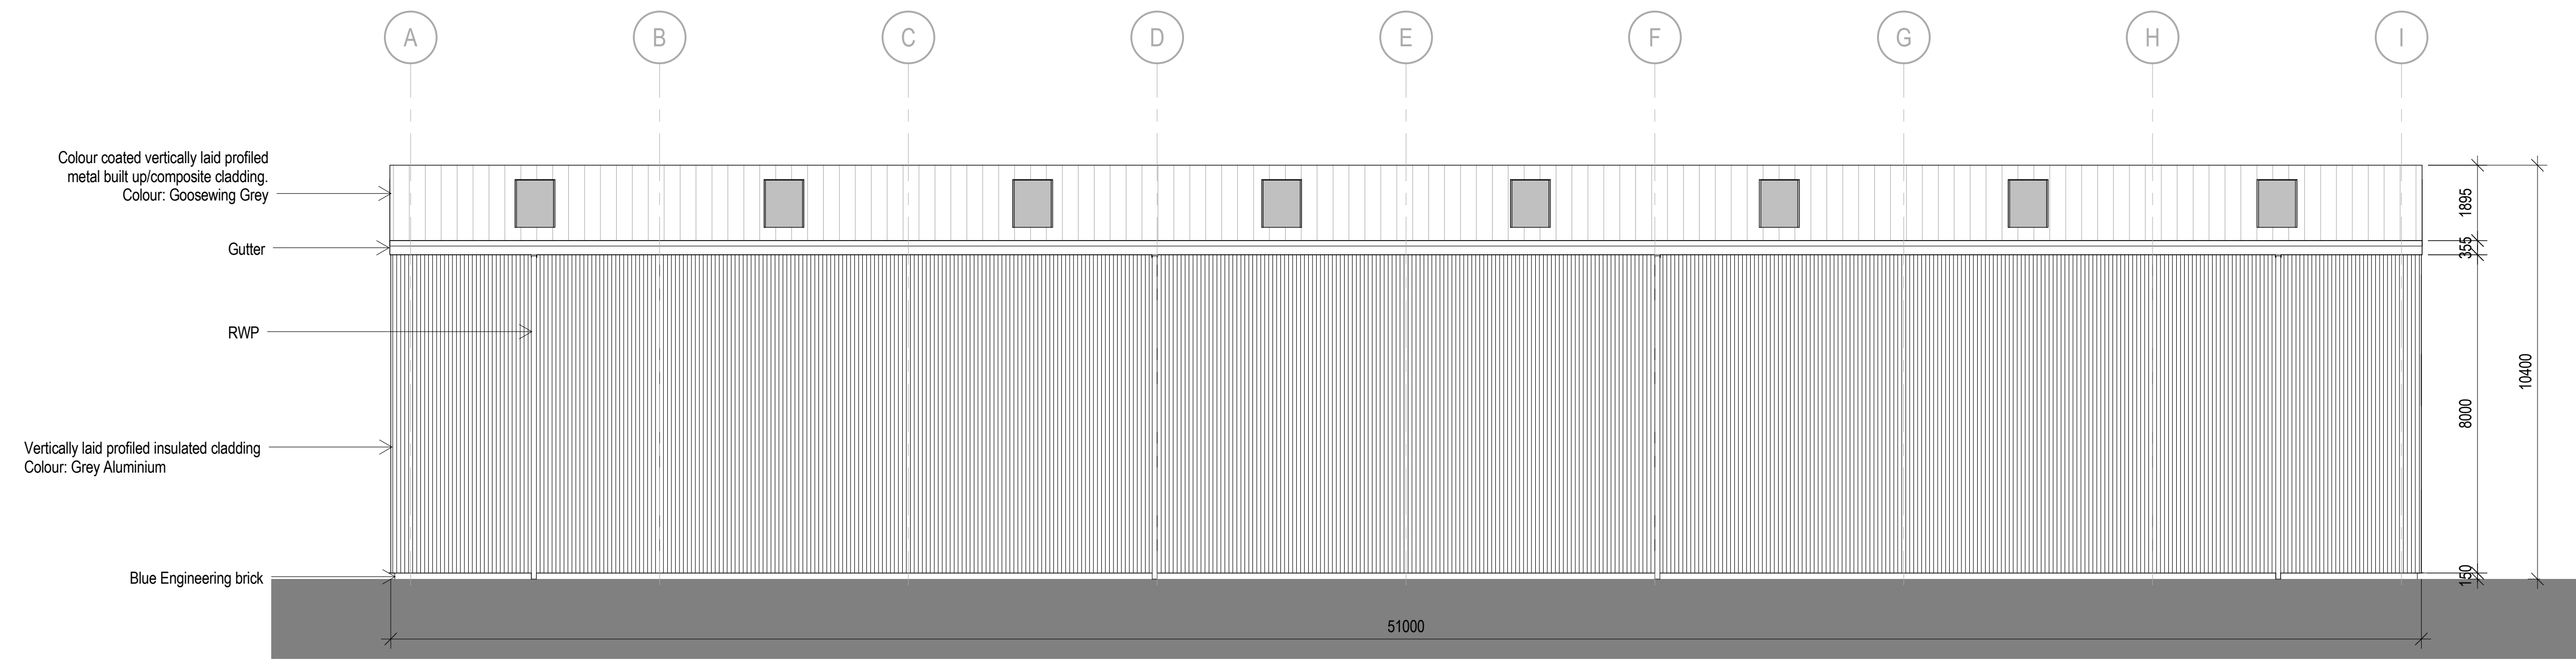 A
B
C
D
E
F
G
H
I
Colour coated vertically laid profiled
metal built up/composite cladding.
Colour: Goosewing Grey
Gutter
RWP
Vertically laid profiled insulated cladding
Colour: Grey Aluminium
Blue Engineering brick
1895
355
8000
150
10400
51000